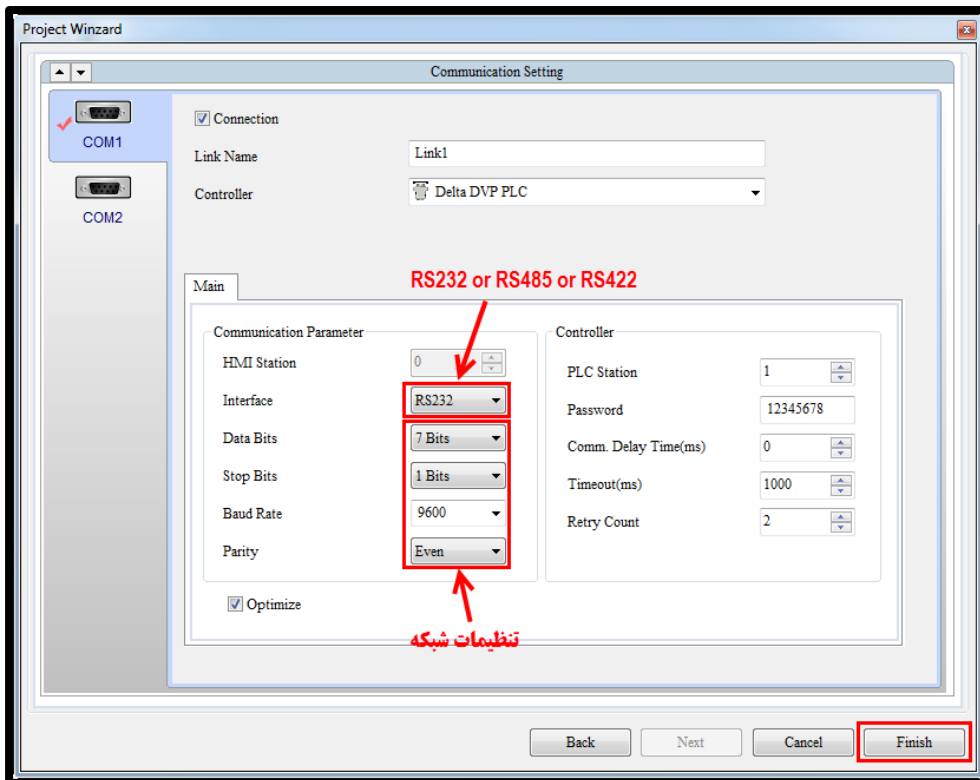 Project Winzard
Communication Setting
COM1
COM2
Connection
Link Name
Link1
Controller
Delta DVP PLC
RS232 or RS485 or RS422
Main
Communication Parameter
HMI Station
0
Interface
RS232
Data Bits
7 Bits
Stop Bits
1 Bits
Baud Rate
9600
Parity
Even
Optimize
تنظیمات شبکه
Controller
PLC Station
1
Password
12345678
Comm. Delay Time(ms)
0
Timeout(ms)
1000
Retry Count
2
Back
Next
Cancel
Finish